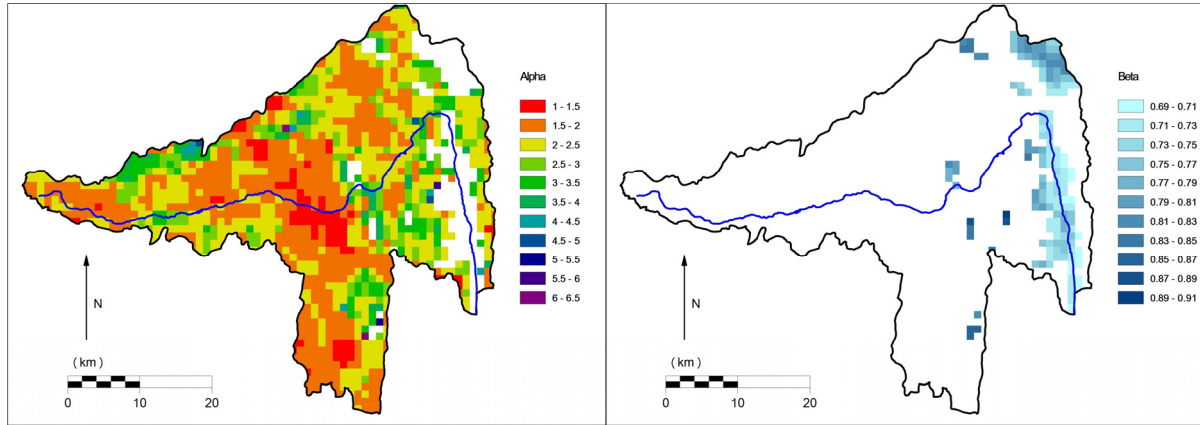 Alpha
1 - 1.5
1.5 - 2
2 - 2.5
2.5 - 3
3 - 3.5
3.5 - 4
4 - 4.5
4.5 - 5
5 - 5.5
5.5 - 6
6 - 6.5
N
( km )
0 10 20
Beta
0.69 - 0.71
0.71 - 0.73
0.73 - 0.75
0.75 - 0.77
0.77 - 0.79
0.79 - 0.81
0.81 - 0.83
0.83 - 0.85
0.85 - 0.87
0.87 - 0.89
0.89 - 0.91
N
( km )
0 10 20